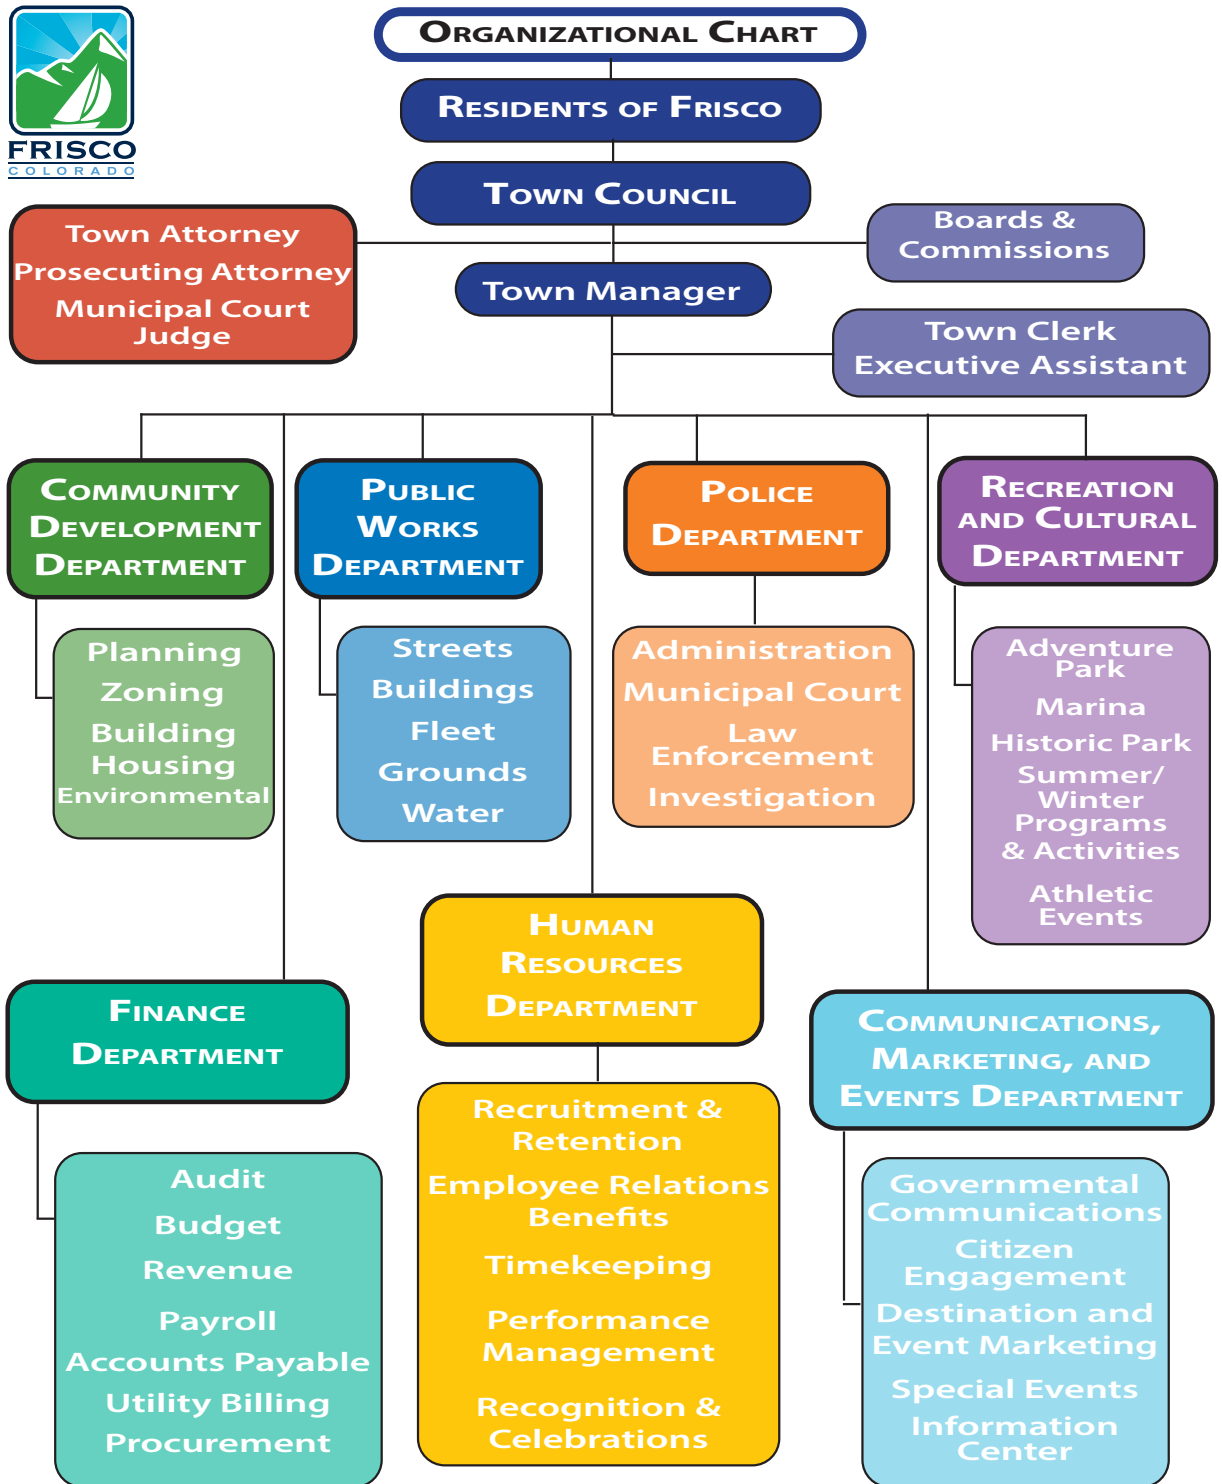 ORGANIZATIONAL CHART
FRISCO
COLORADO
RESIDENTS OF FRISCO
TOWN COUNCIL
Town Attorney
Prosecuting Attorney
Municipal Court
Judge
Boards &
Commissions
Town Manager
Town Clerk
Executive Assistant
COMMUNITY
DEVELOPMENT
DEPARTMENT
Planning
Zoning
Building
Housing
Environmental
PUBLIC
WORKS
DEPARTMENT
Streets
Buildings
Fleet
Grounds
Water
POLICE
DEPARTMENT
Administration
Municipal Court
Law
Enforcement
Investigation
RECREATION
AND CULTURAL
DEPARTMENT
Adventure
Park
Marina
Historic Park
Summer/
Winter
Programs
& Activities
Athletic
Events
FINANCE
DEPARTMENT
Audit
Budget
Revenue
Payroll
Accounts Payable
Utility Billing
Procurement
HUMAN
RESOURCES
DEPARTMENT
Recruitment &
Retention
Employee Relations
Benefits
Timekeeping
Performance
Management
Recognition &
Celebrations
COMMUNICATIONS,
MARKETING, AND
EVENTS DEPARTMENT
Governmental
Communications
Citizen
Engagement
Destination and
Event Marketing
Special Events
Information
Center